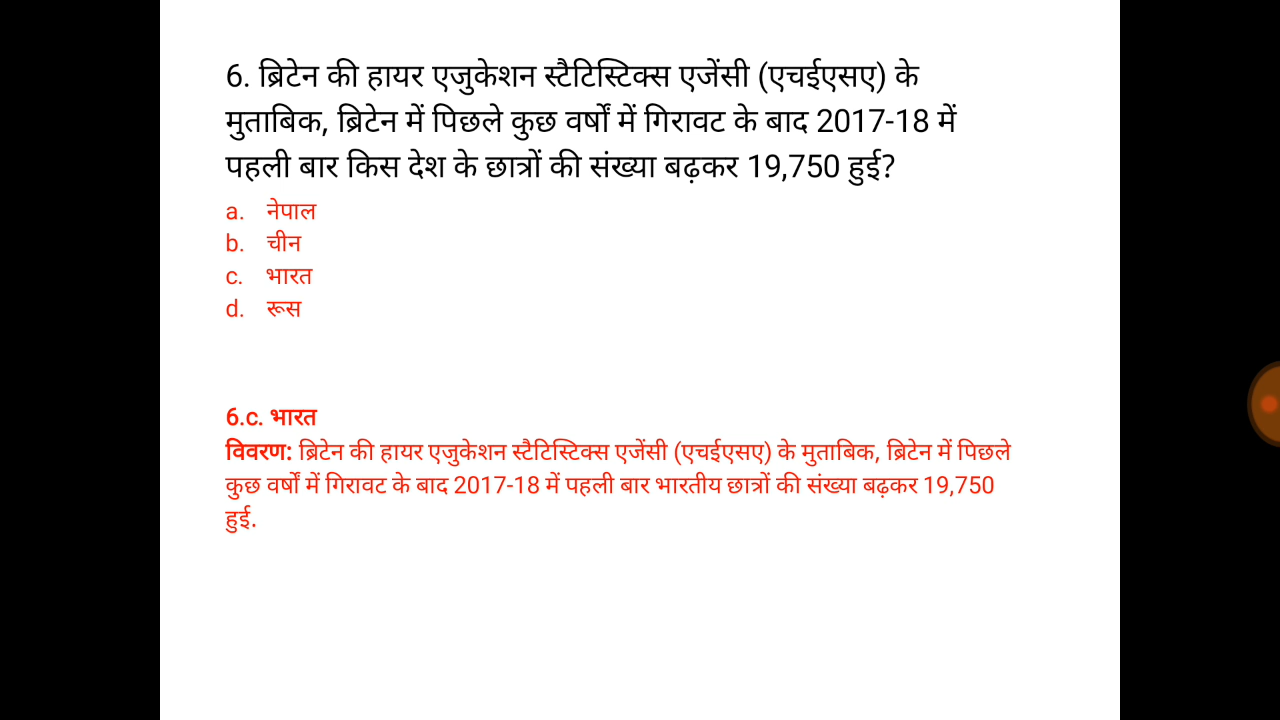 6. ब्रिटेन की हायर एजुकेशन स्टैटिस्टिक्स एजेंसी (एचईएसए) के
मुताबिक, ब्रिटेन में पिछले कुछ वर्षों में गिरावट के बाद 2017-18 में
पहली बार किस देश के छात्रों की संख्या बढ़कर 19,750 हुई?
a. नेपाल
b. चीन
c. भारत
d. रूस
6.c. भारत
विवरण: ब्रिटेन की हायर एजुकेशन स्टैटिस्टिक्स एजेंसी (एचईएसए) के मुताबिक, ब्रिटेन में पिछले
कुछ वर्षों में गिरावट के बाद 2017-18 में पहली बार भारतीय छात्रों की संख्या बढ़कर 19,750
हुई.